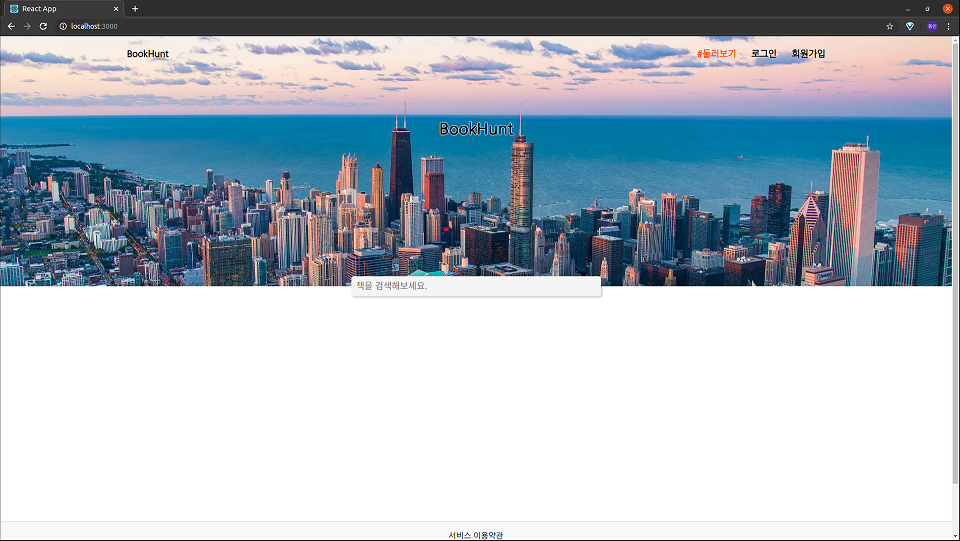 React App
localhost:3000
BookHunt
#둘러보기 로그인 회원가입
BookHunt
책을 검색해보세요.
서비스 이용약관